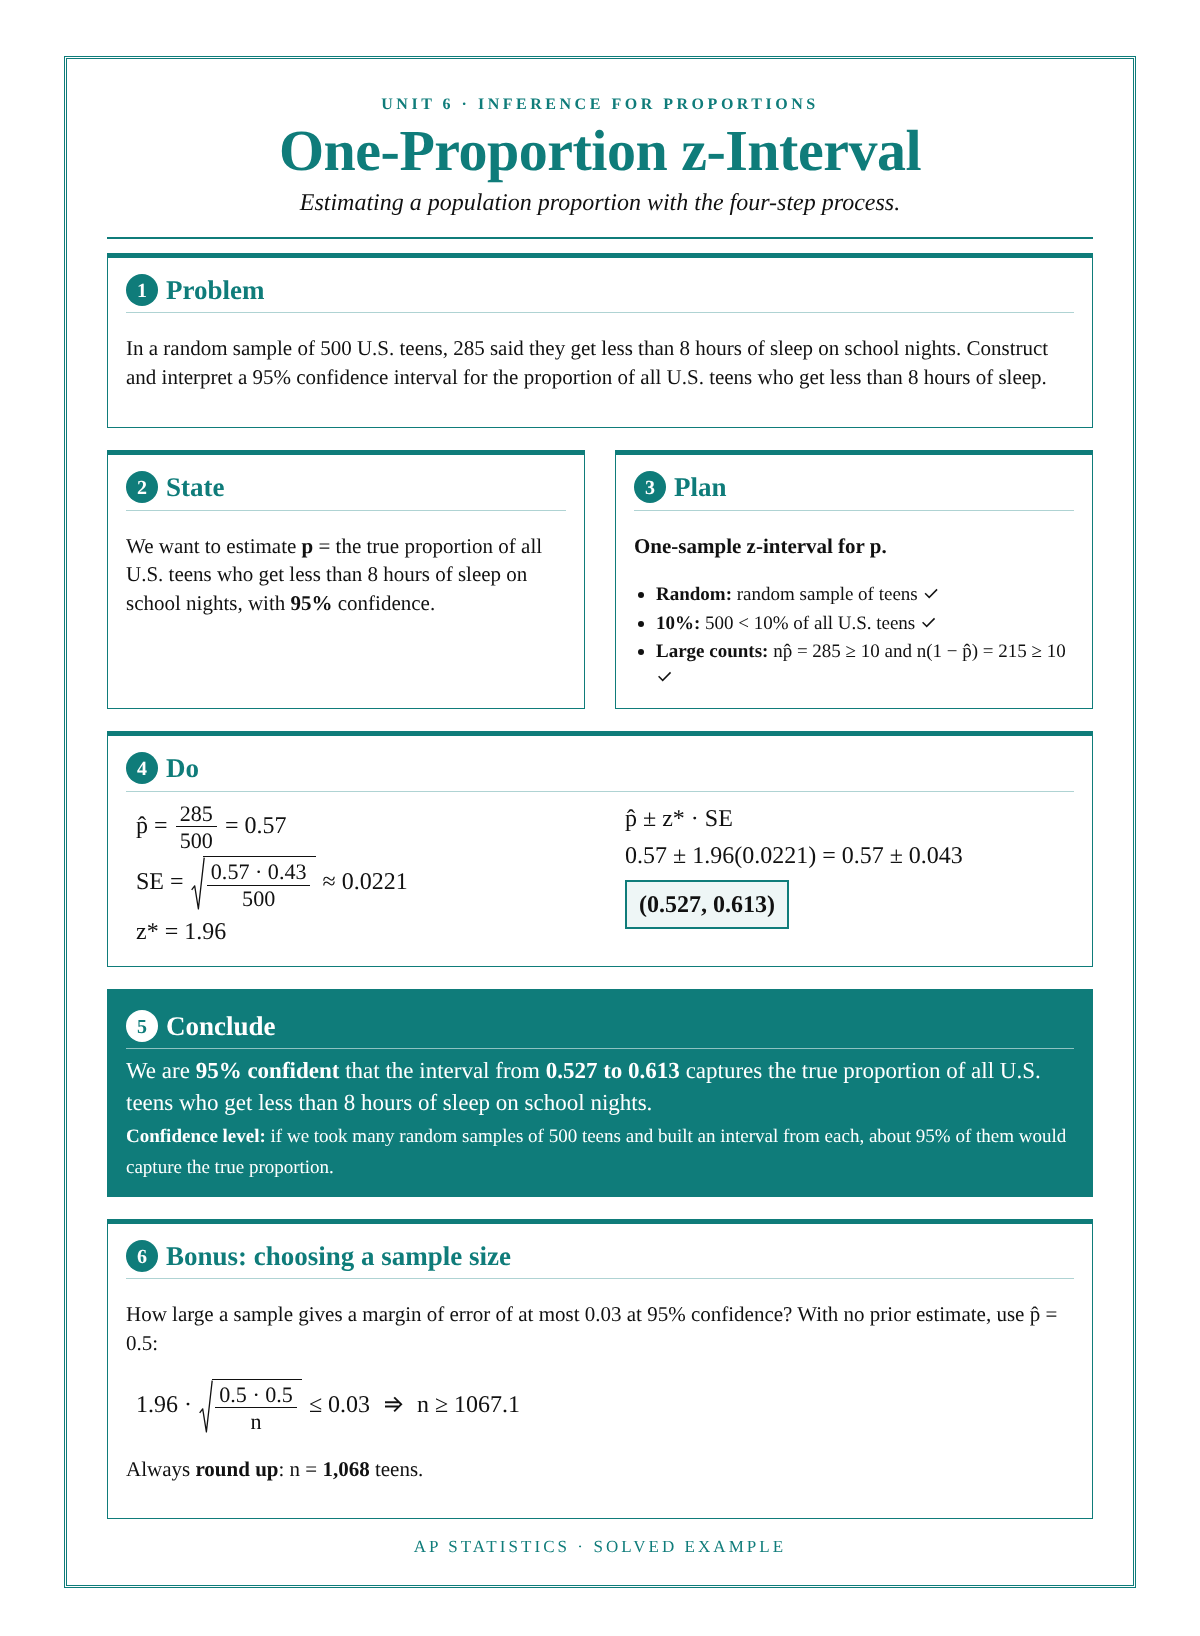 UNIT 6 · INFERENCE FOR PROPORTIONS
One-Proportion z-Interval
Estimating a population proportion with the four-step process.
1 Problem
In a random sample of 500 U.S. teens, 285 said they get less than 8 hours of sleep on school nights. Construct
and interpret a 95% confidence interval for the proportion of all U.S. teens who get less than 8 hours of sleep.
2 State
We want to estimate p = the true proportion of all
U.S. teens who get less than 8 hours of sleep on
school nights, with 95% confidence.
3 Plan
One-sample z-interval for p.
• Random: random sample of teens ✓
• 10%: 500 < 10% of all U.S. teens ✓
• Large counts: np̂ = 285 ≥ 10 and n(1 − p̂) = 215 ≥ 10
✓
4 Do
p̂ = 285/500 = 0.57
SE = √(0.57 · 0.43/500) ≈ 0.0221
z* = 1.96
p̂ ± z* · SE
0.57 ± 1.96(0.0221) = 0.57 ± 0.043
(0.527, 0.613)
5 Conclude
We are 95% confident that the interval from 0.527 to 0.613 captures the true proportion of all U.S.
teens who get less than 8 hours of sleep on school nights.
Confidence level: if we took many random samples of 500 teens and built an interval from each, about 95% of them would
capture the true proportion.
6 Bonus: choosing a sample size
How large a sample gives a margin of error of at most 0.03 at 95% confidence? With no prior estimate, use p̂ =
0.5:
1.96 · √(0.5 · 0.5/n) ≤ 0.03 ⇒ n ≥ 1067.1
Always round up: n = 1,068 teens.
AP STATISTICS · SOLVED EXAMPLE